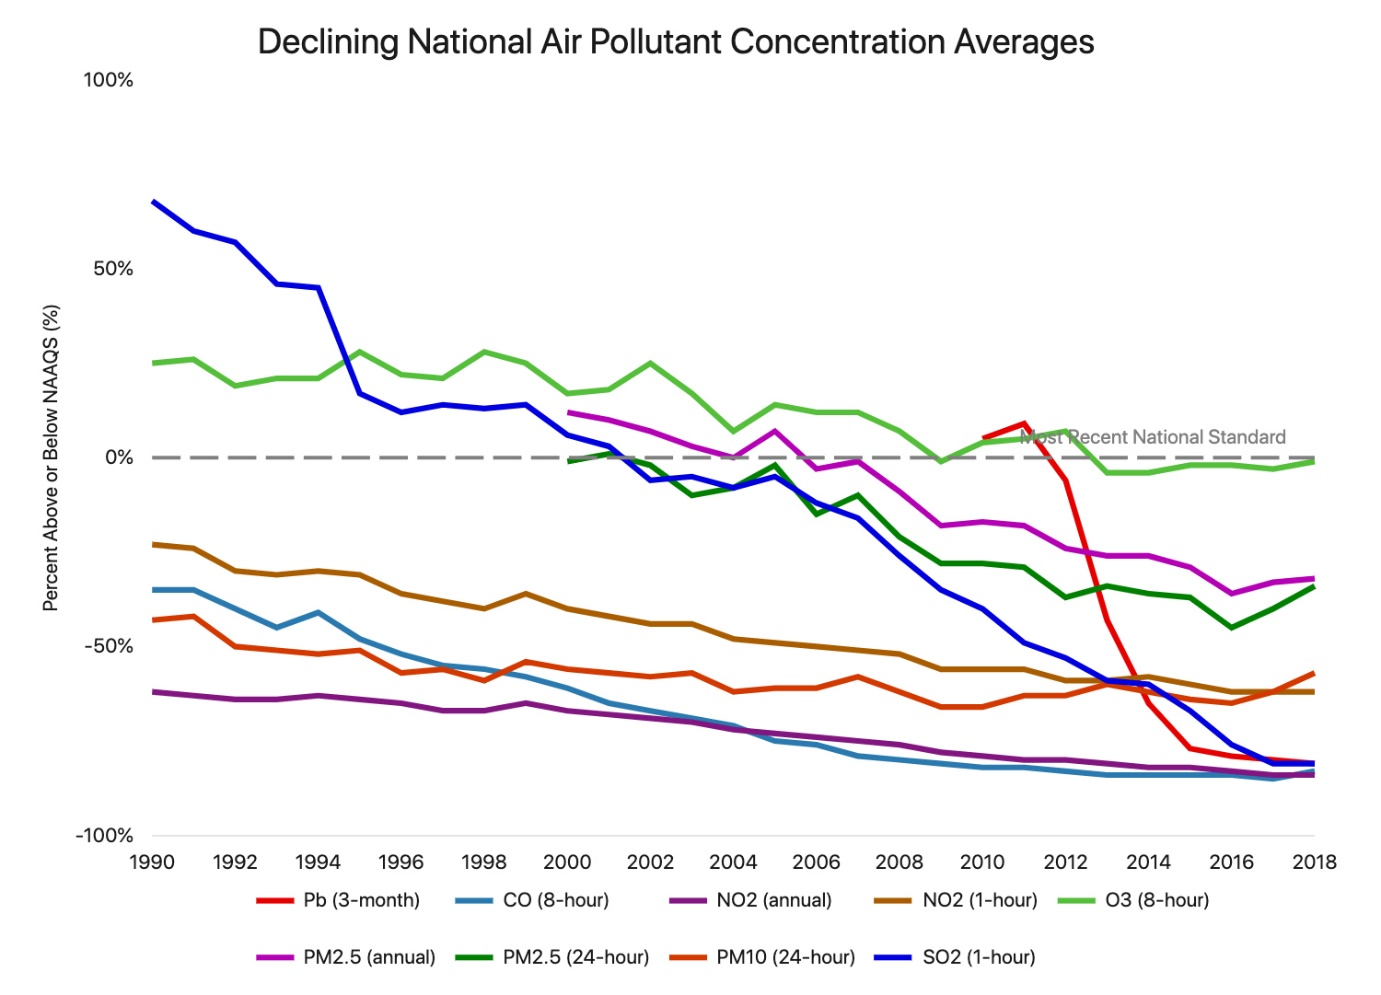 Declining National Air Pollutant Concentration Averages
100%
50%
0%
-50%
-100%
Percent Above or Below NAAQS (%)
Most Recent National Standard
1990 1992 1994 1996 1998 2000 2002 2004 2006 2008 2010 2012 2014 2016 2018
Pb (3-month) CO (8-hour) NO2 (annual) NO2 (1-hour) O3 (8-hour)
PM2.5 (annual) PM2.5 (24-hour) PM10 (24-hour) SO2 (1-hour)